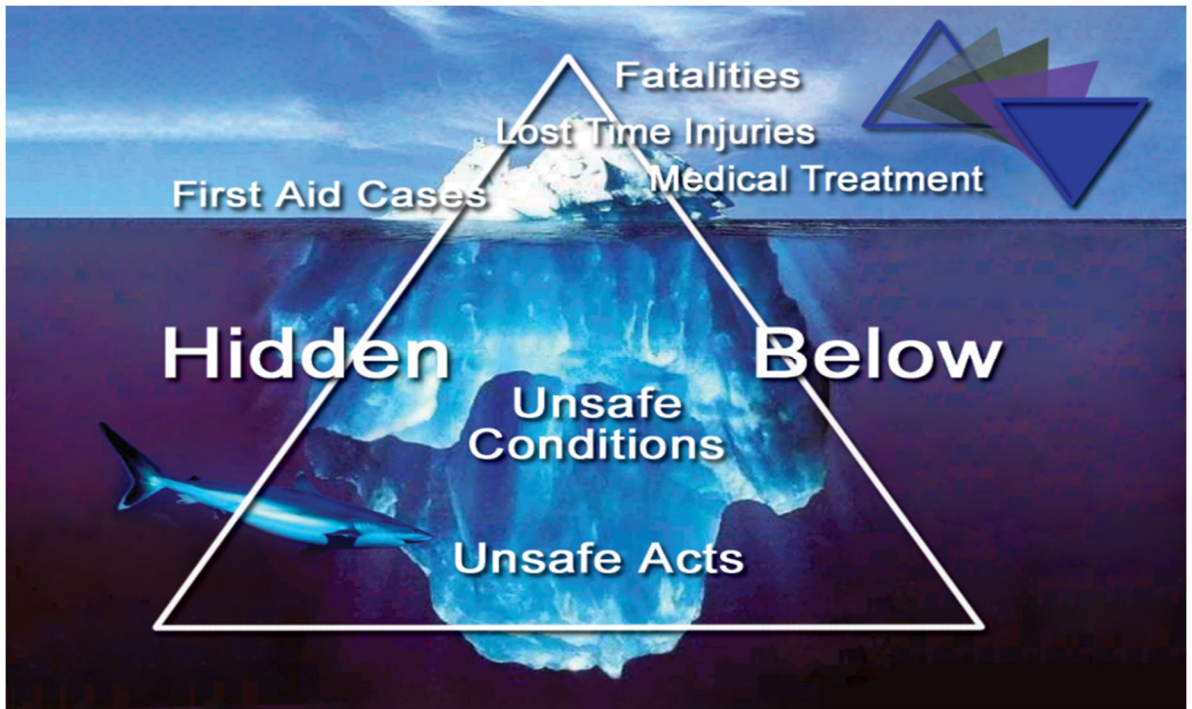 Fatalities
Lost Time Injuries
Medical Treatment
First Aid Cases
Hidden Below
Unsafe
Conditions
Unsafe Acts